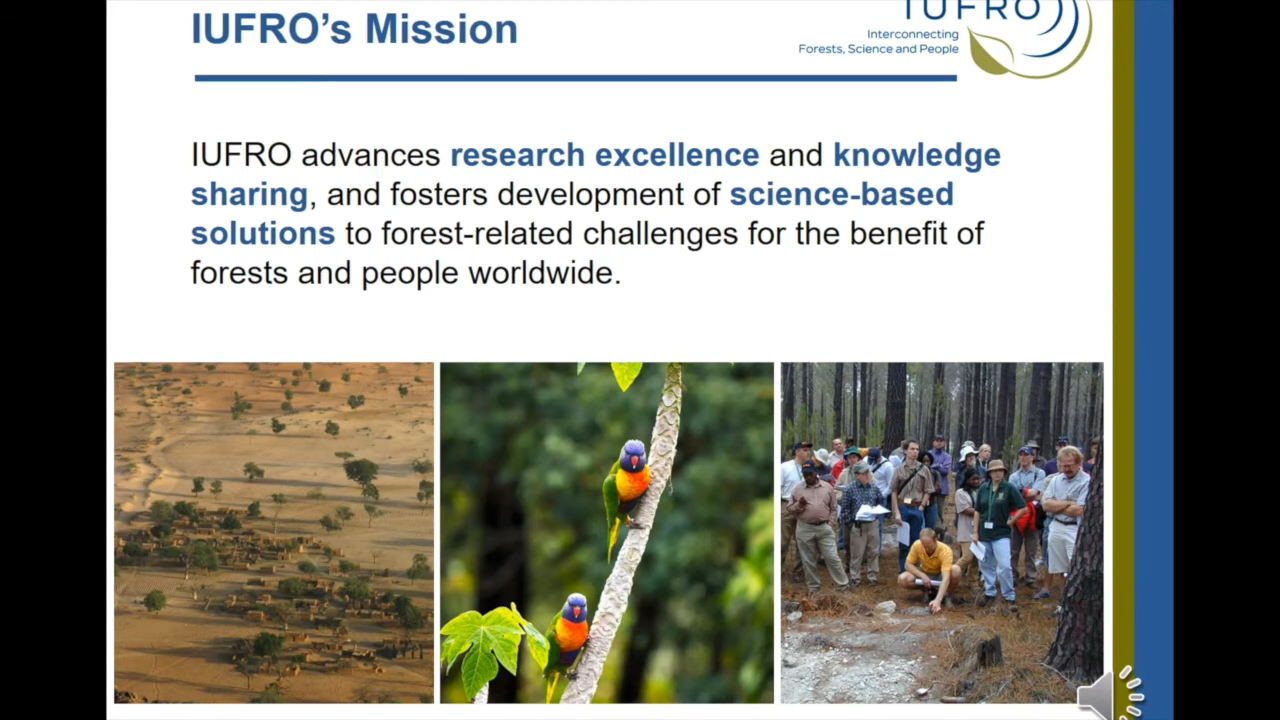 IUFRO's Mission
IUFRO
Interconnecting
Forests, Science and People
IUFRO advances research excellence and knowledge
sharing, and fosters development of science-based
solutions to forest-related challenges for the benefit of
forests and people worldwide.